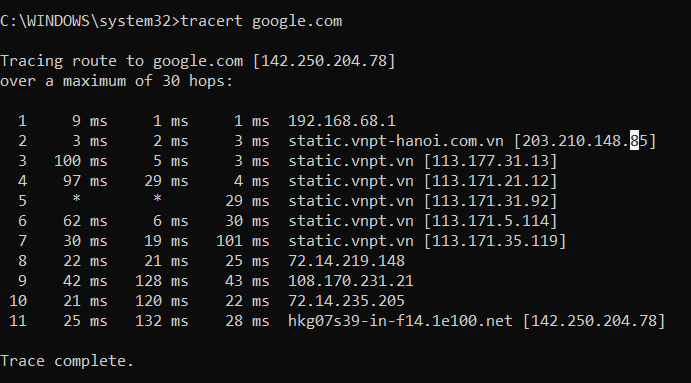 C:\WINDOWS\system32>tracert google.com
Tracing route to google.com [142.250.204.78]
over a maximum of 30 hops:
1 9 ms 1 ms 1 ms 192.168.68.1
2 3 ms 2 ms 3 ms static.vnpt-hanoi.com.vn [203.210.148.85]
3 100 ms 5 ms 3 ms static.vnpt.vn [113.177.31.13]
4 97 ms 29 ms 4 ms static.vnpt.vn [113.171.21.12]
5 * * 29 ms static.vnpt.vn [113.171.31.92]
6 62 ms 6 ms 30 ms static.vnpt.vn [113.171.5.114]
7 30 ms 19 ms 101 ms static.vnpt.vn [113.171.35.119]
8 22 ms 21 ms 25 ms 72.14.219.148
9 42 ms 128 ms 43 ms 108.170.231.21
10 21 ms 120 ms 22 ms 72.14.235.205
11 25 ms 132 ms 28 ms hkg07s39-in-f14.1e100.net [142.250.204.78]
Trace complete.